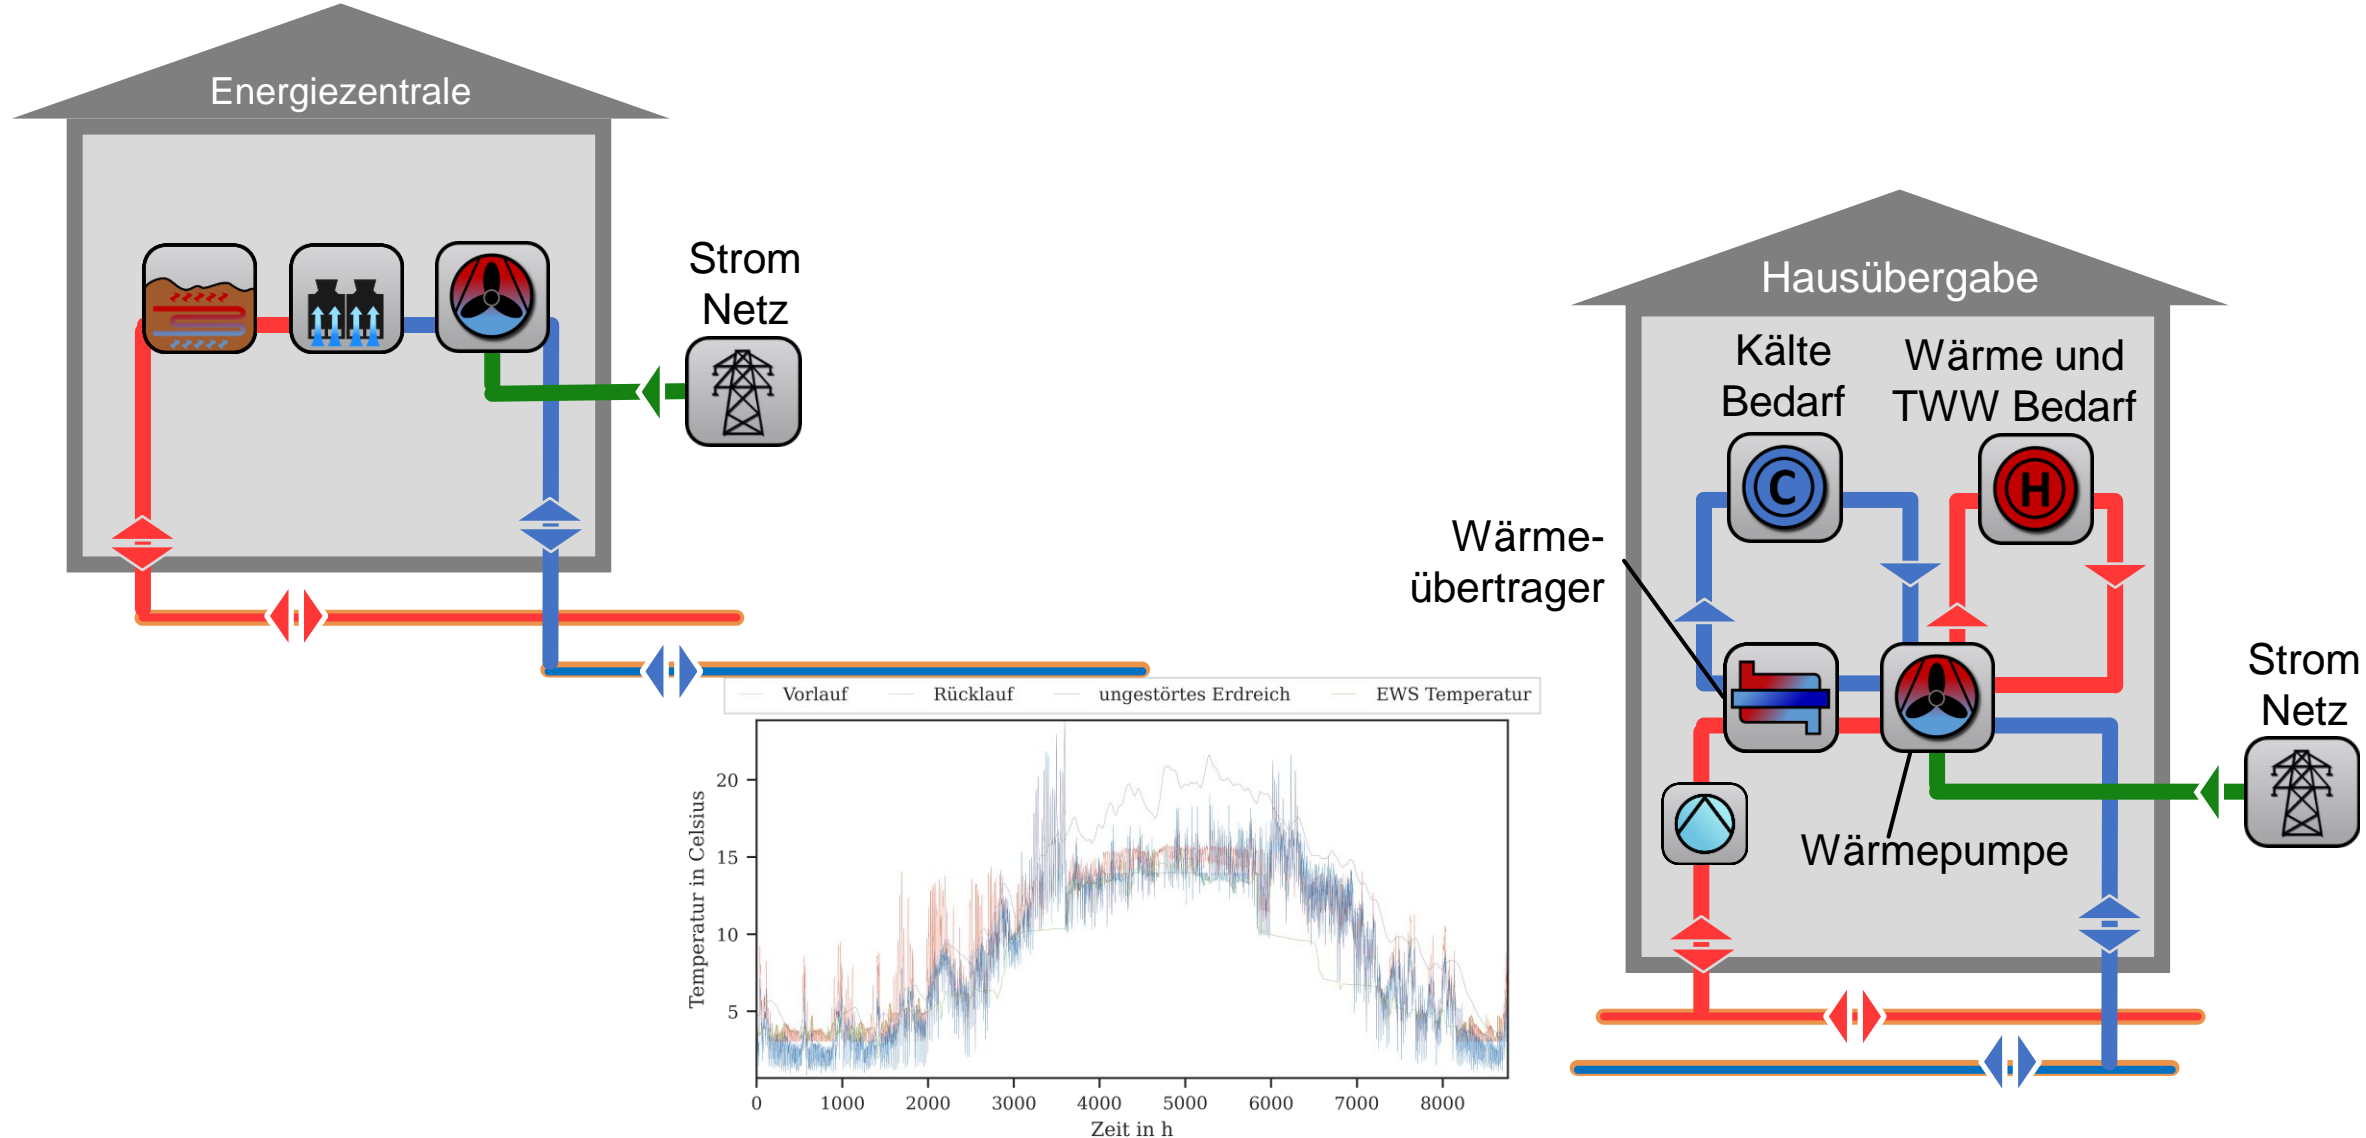 Energiezentrale
Strom
Netz
Hausübergabe
Kälte
Bedarf
Wärme und
TWW Bedarf
C
H
Wärme-
übertrager
Strom
Netz
Wärmepumpe
Vorlauf Rücklauf ungestörtes Erdreich EWS Temperatur
Temperatur in Celsius
20
15
10
5
0 1000 2000 3000 4000 5000 6000 7000 8000
Zeit in h